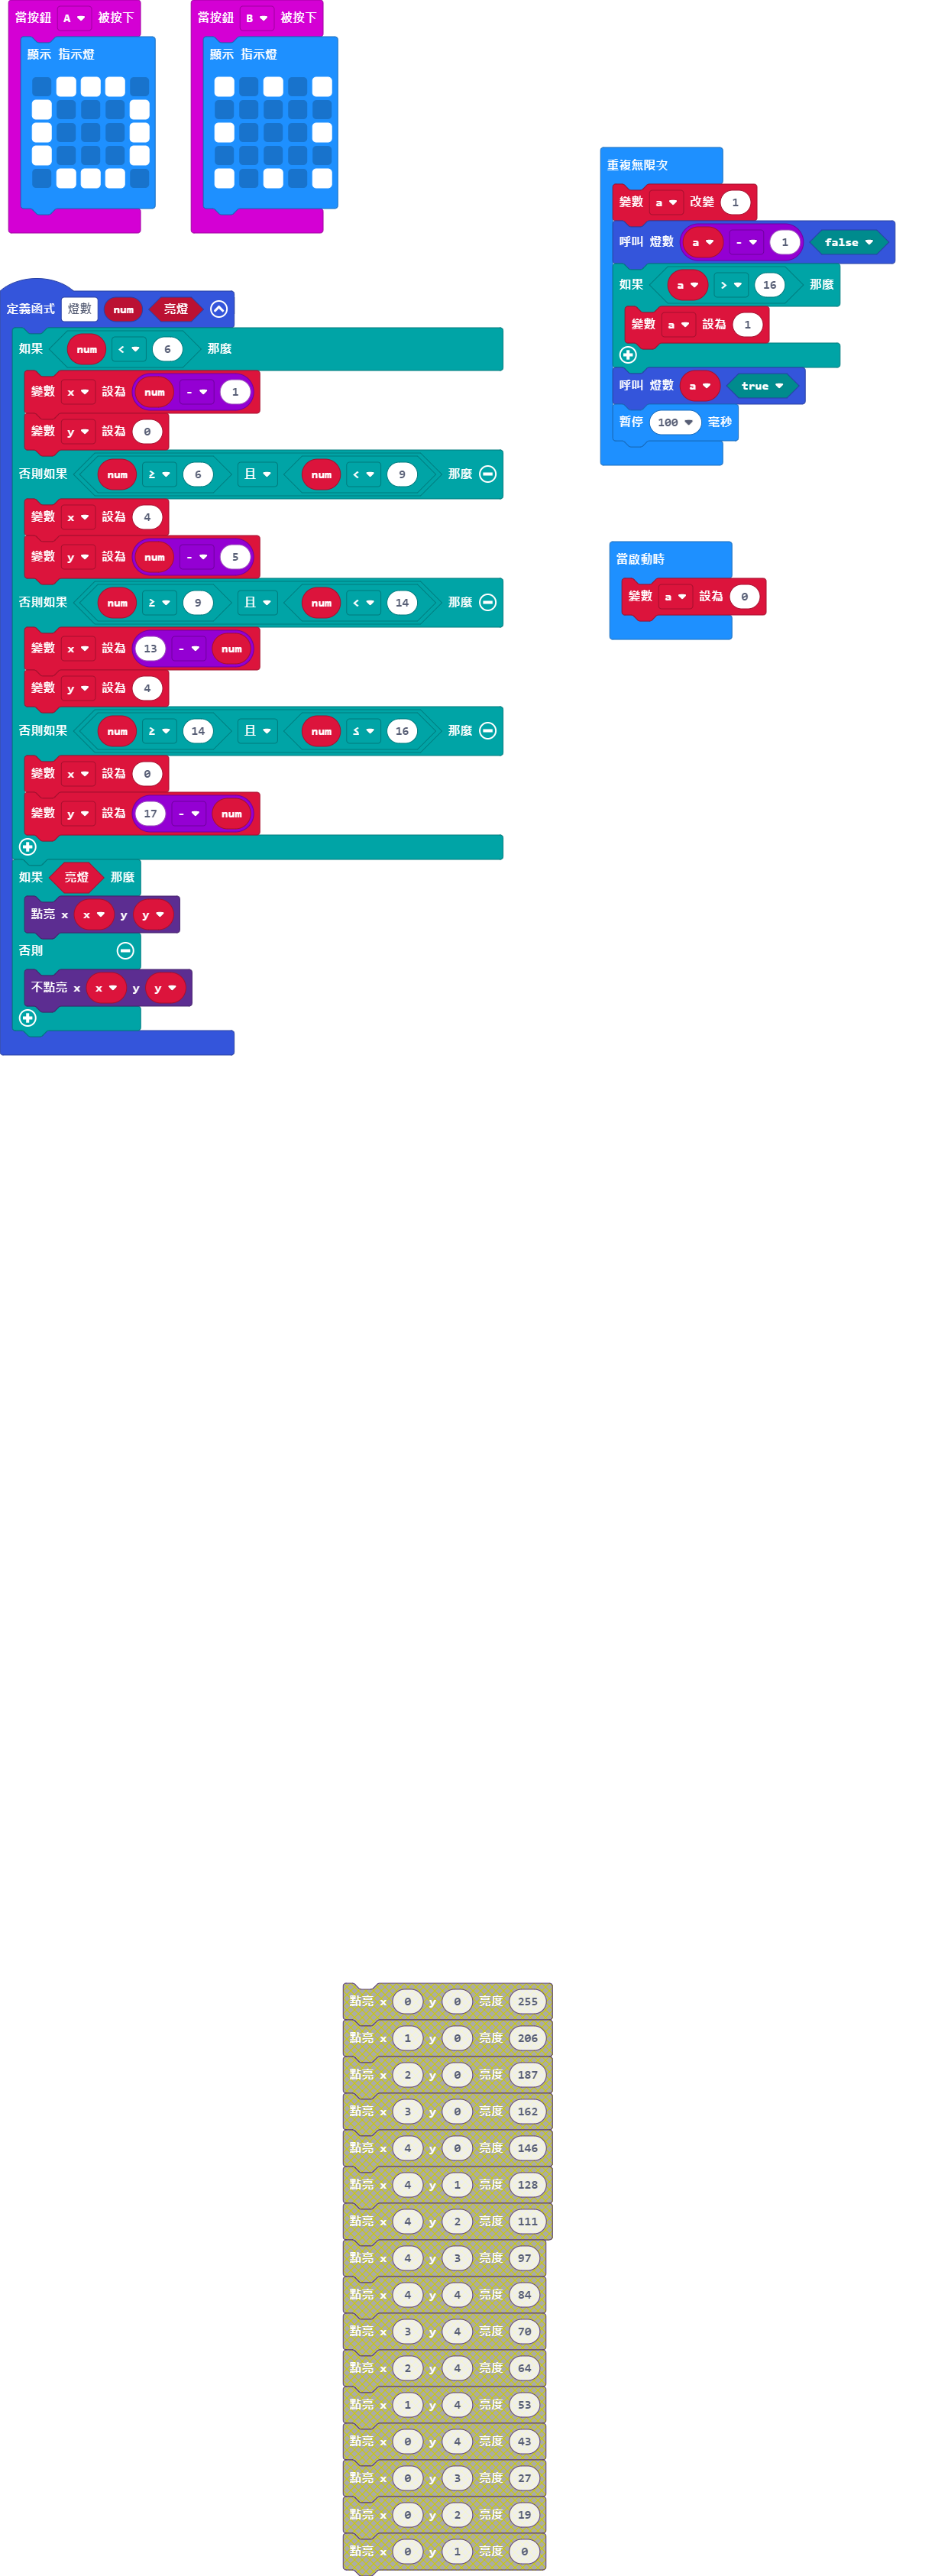 當按鈕 A 被按下
顯示 指示燈
當按鈕 B 被按下
顯示 指示燈
重複無限次
變數 a 改變 1
呼叫 燈數 a - 1 false
如果 a > 16 那麼
變數 a 設為 1
呼叫 燈數 a true
暫停 100 毫秒
當啟動時
變數 a 設為 0
定義函式 燈數 num 亮燈
如果 num < 6 那麼
變數 x 設為 num - 1
變數 y 設為 0
否則如果 num ≥ 6 且 num < 9 那麼
變數 x 設為 4
變數 y 設為 num - 5
否則如果 num ≥ 9 且 num < 14 那麼
變數 x 設為 13 - num
變數 y 設為 4
否則如果 num ≥ 14 且 num ≤ 16 那麼
變數 x 設為 0
變數 y 設為 17 - num
如果 亮燈 那麼
點亮 x x y y
否則
不點亮 x x y y
點亮 x 0 y 0 亮度 255
點亮 x 1 y 0 亮度 206
點亮 x 2 y 0 亮度 187
點亮 x 3 y 0 亮度 162
點亮 x 4 y 0 亮度 146
點亮 x 4 y 1 亮度 128
點亮 x 4 y 2 亮度 111
點亮 x 4 y 3 亮度 97
點亮 x 4 y 4 亮度 84
點亮 x 3 y 4 亮度 70
點亮 x 2 y 4 亮度 64
點亮 x 1 y 4 亮度 53
點亮 x 0 y 4 亮度 43
點亮 x 0 y 3 亮度 27
點亮 x 0 y 2 亮度 19
點亮 x 0 y 1 亮度 0